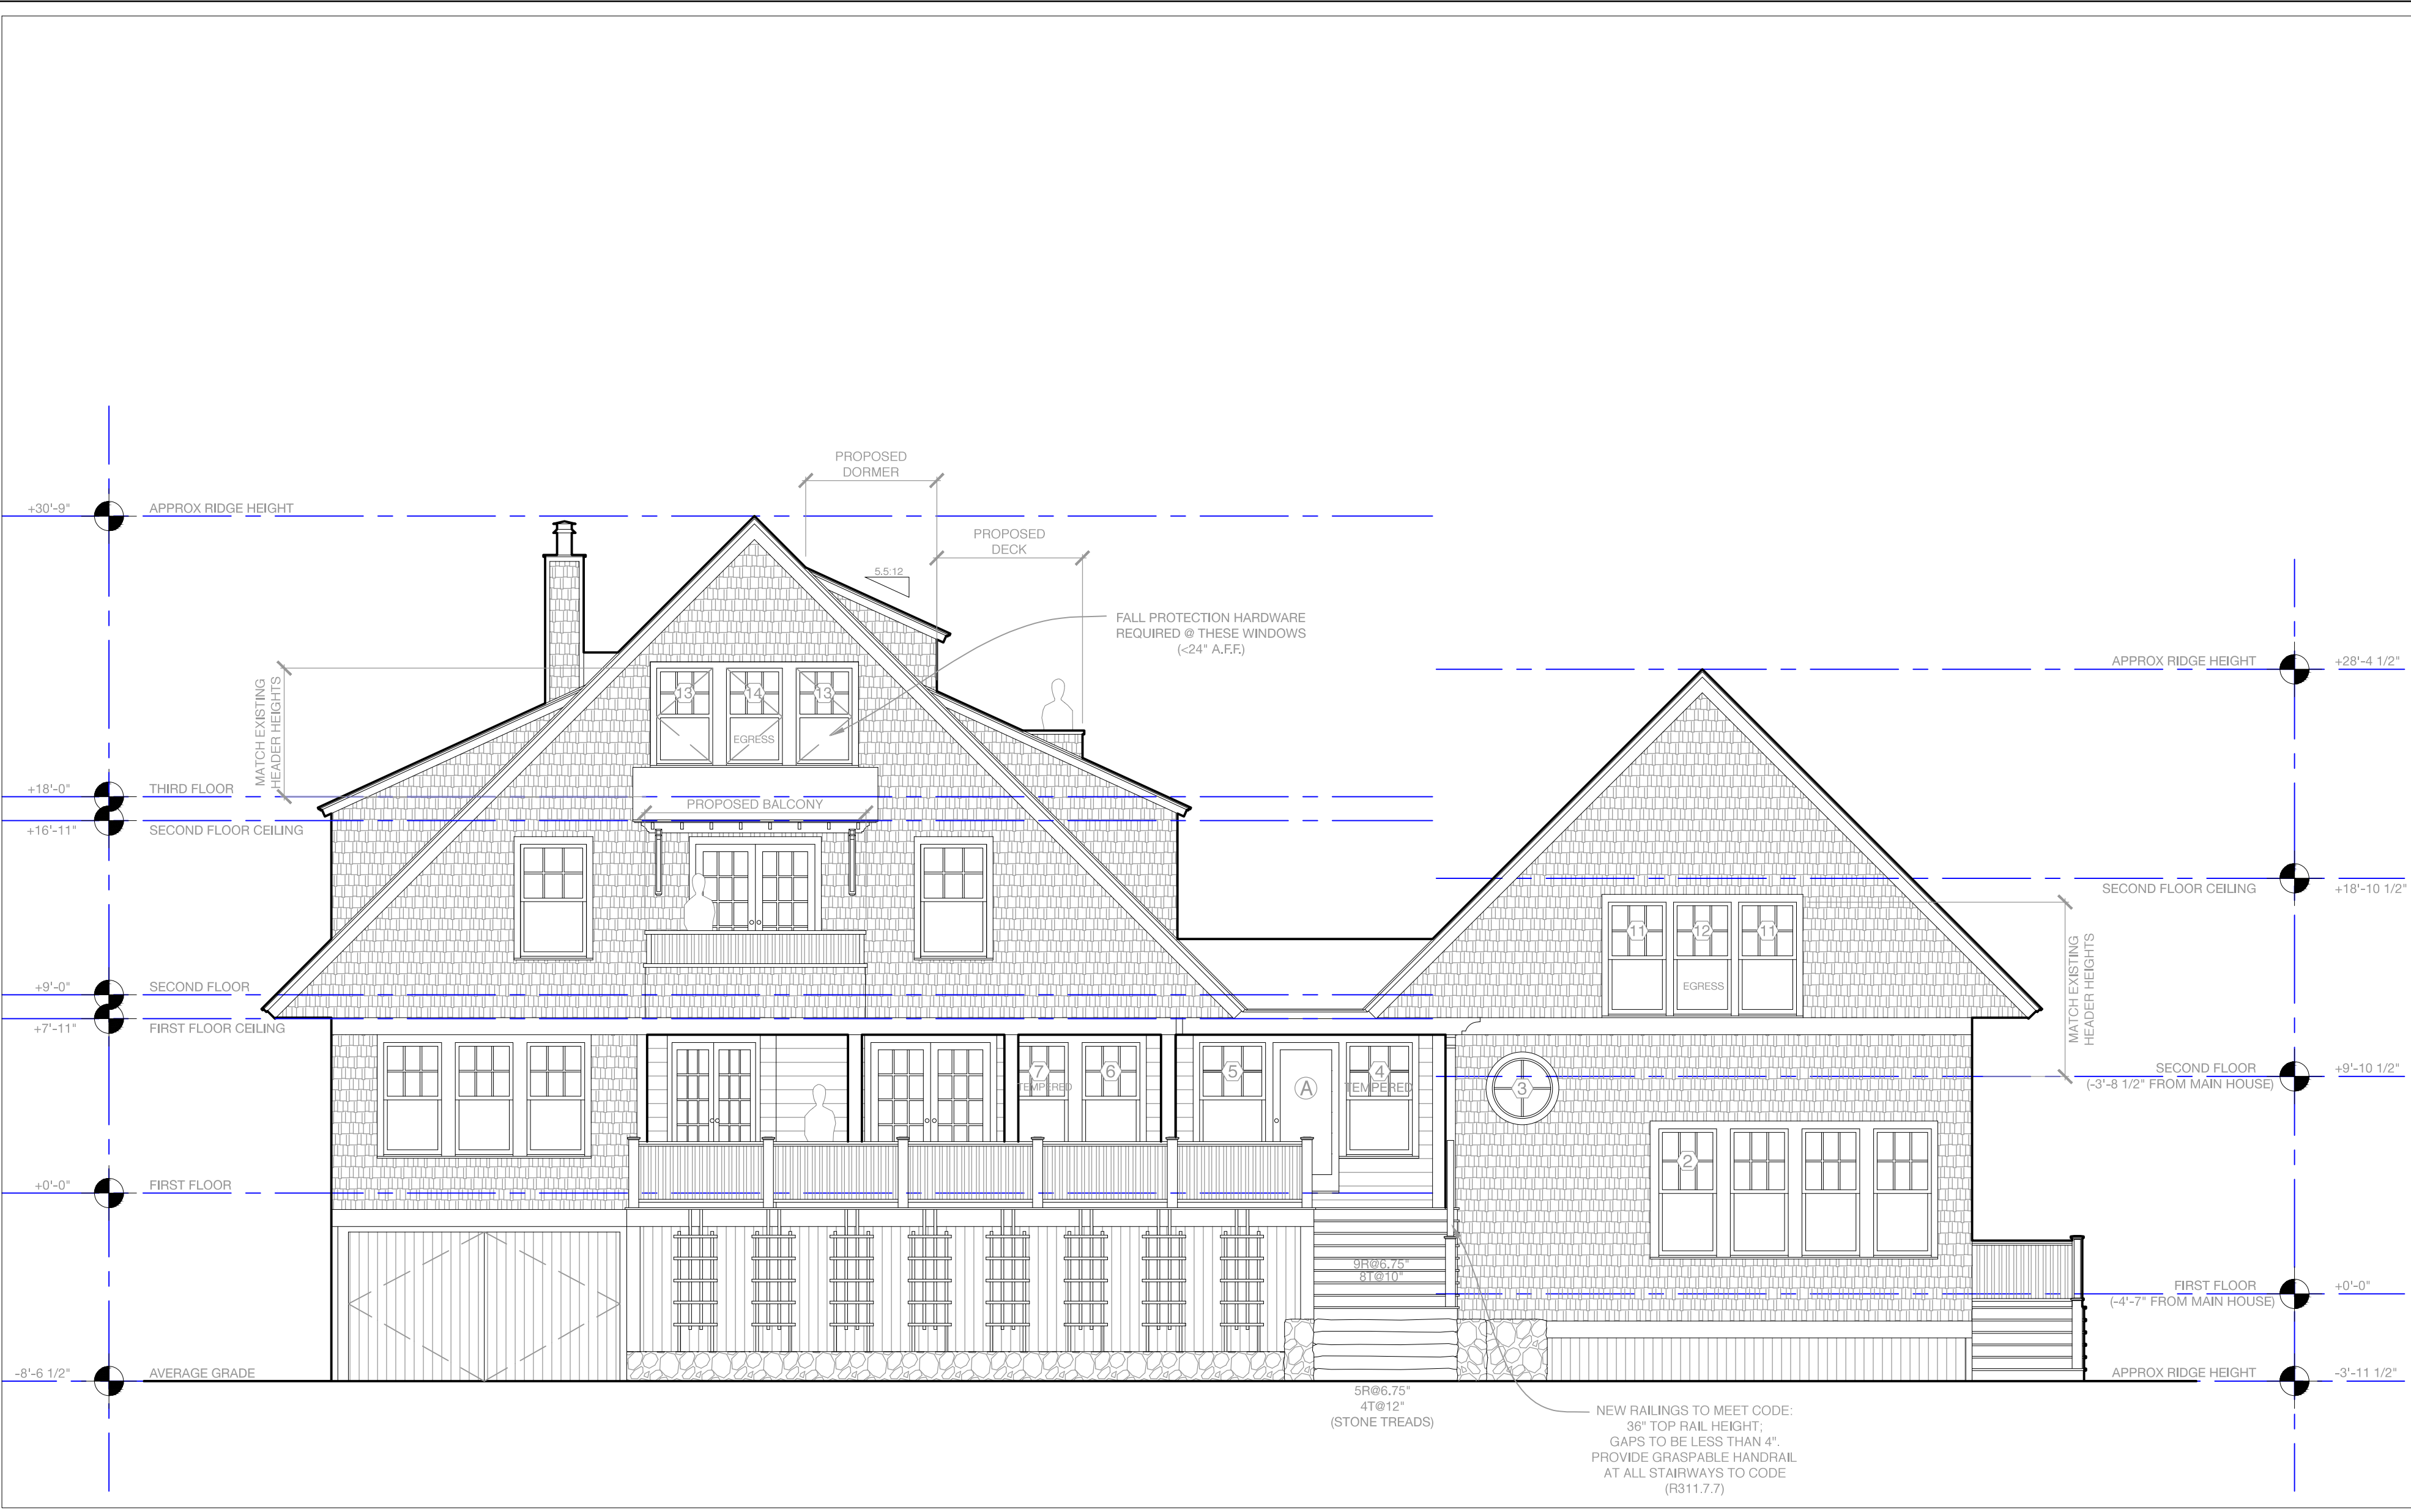 PROPOSED
DORMER
+30'-9"
APPROX RIDGE HEIGHT
PROPOSED
DECK
5.5:12
FALL PROTECTION HARDWARE
REQUIRED @ THESE WINDOWS
(<24" A.F.F.)
APPROX RIDGE HEIGHT
+28'-4 1/2"
MATCH EXISTING
HEADER HEIGHTS
13
14
13
EGRESS
+18'-0"
THIRD FLOOR
PROPOSED BALCONY
+16'-11"
SECOND FLOOR CEILING
SECOND FLOOR CEILING
+18'-10 1/2"
11
12
11
EGRESS
MATCH EXISTING
HEADER HEIGHTS
+9'-0"
SECOND FLOOR
+7'-11"
FIRST FLOOR CEILING
7
TEMPERED
6
5
A
4
TEMPERED
3
SECOND FLOOR
(-3'-8 1/2" FROM MAIN HOUSE)
+9'-10 1/2"
2
+0'-0"
FIRST FLOOR
9R@6.75"
8T@10"
FIRST FLOOR
(-4'-7" FROM MAIN HOUSE)
+0'-0"
-8'-6 1/2"
AVERAGE GRADE
APPROX RIDGE HEIGHT
-3'-11 1/2"
5R@6.75"
4T@12"
(STONE TREADS)
NEW RAILINGS TO MEET CODE:
36" TOP RAIL HEIGHT;
GAPS TO BE LESS THAN 4".
PROVIDE GRASPABLE HANDRAIL
AT ALL STAIRWAYS TO CODE
(R311.7.7)